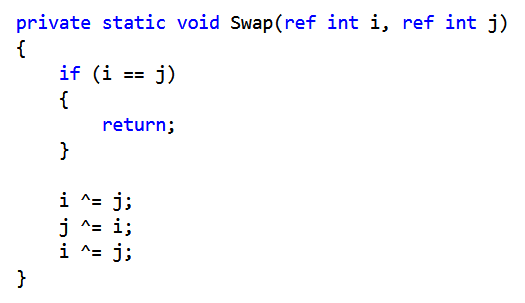 private static void Swap(ref int i, ref int j)
{
    if (i == j)
    {
        return;
    }

    i ^= j;
    j ^= i;
    i ^= j;
}